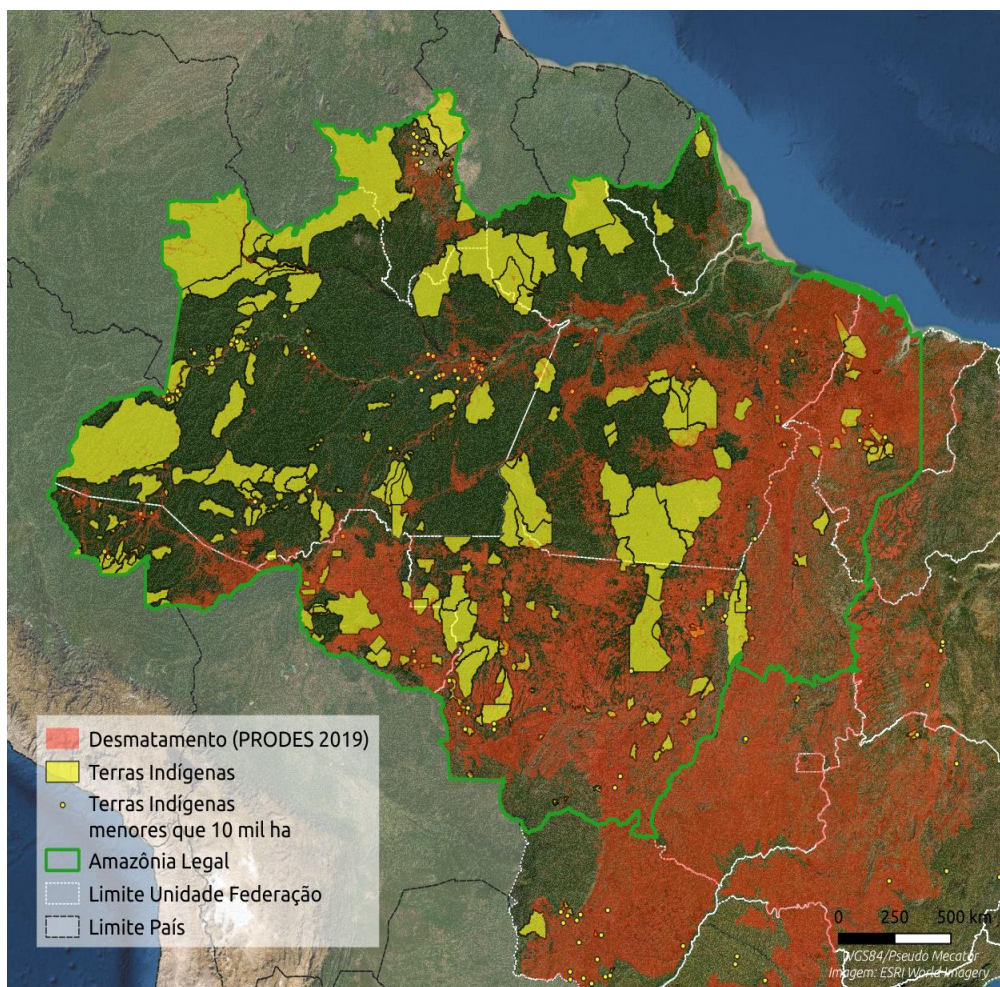 Desmatamento (PRODES 2019)
Terras Indígenas
Terras Indígenas
menores que 10 mil ha
Amazônia Legal
Limite Unidade Federação
Limite País
0 250 500 km
WGS84/Pseudo Mecator
Imagem: ESRI World Imagery